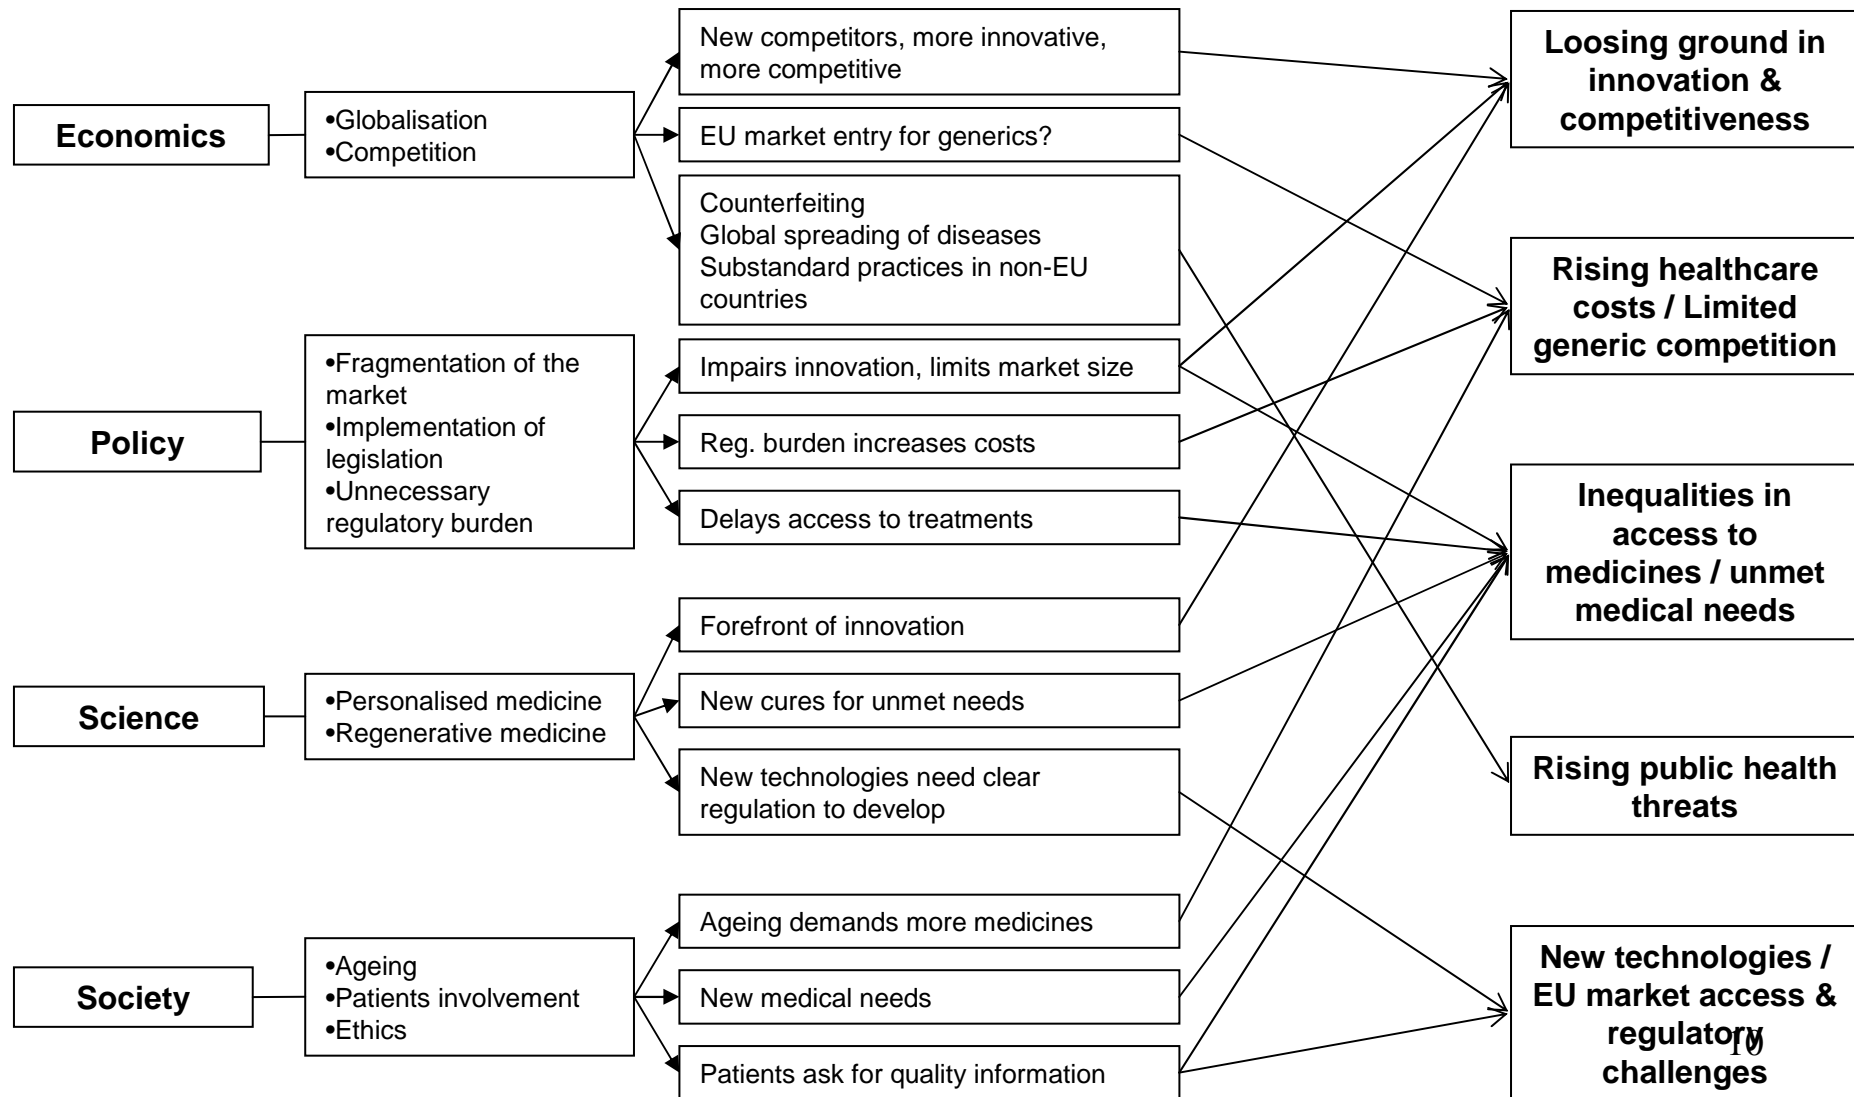 Economics
•Globalisation
•Competition
New competitors, more innovative,
more competitive
EU market entry for generics?
Counterfeiting
Global spreading of diseases
Substandard practices in non-EU
countries
Policy
•Fragmentation of the
market
•Implementation of
legislation
•Unnecessary
regulatory burden
Impairs innovation, limits market size
Reg. burden increases costs
Delays access to treatments
Science
•Personalised medicine
•Regenerative medicine
Forefront of innovation
New cures for unmet needs
New technologies need clear
regulation to develop
Society
•Ageing
•Patients involvement
•Ethics
Ageing demands more medicines
New medical needs
Patients ask for quality information
Loosing ground in
innovation &
competitiveness
Rising healthcare
costs / Limited
generic competition
Inequalities in
access to
medicines / unmet
medical needs
Rising public health
threats
New technologies /
EU market access &
regulatory
challenges